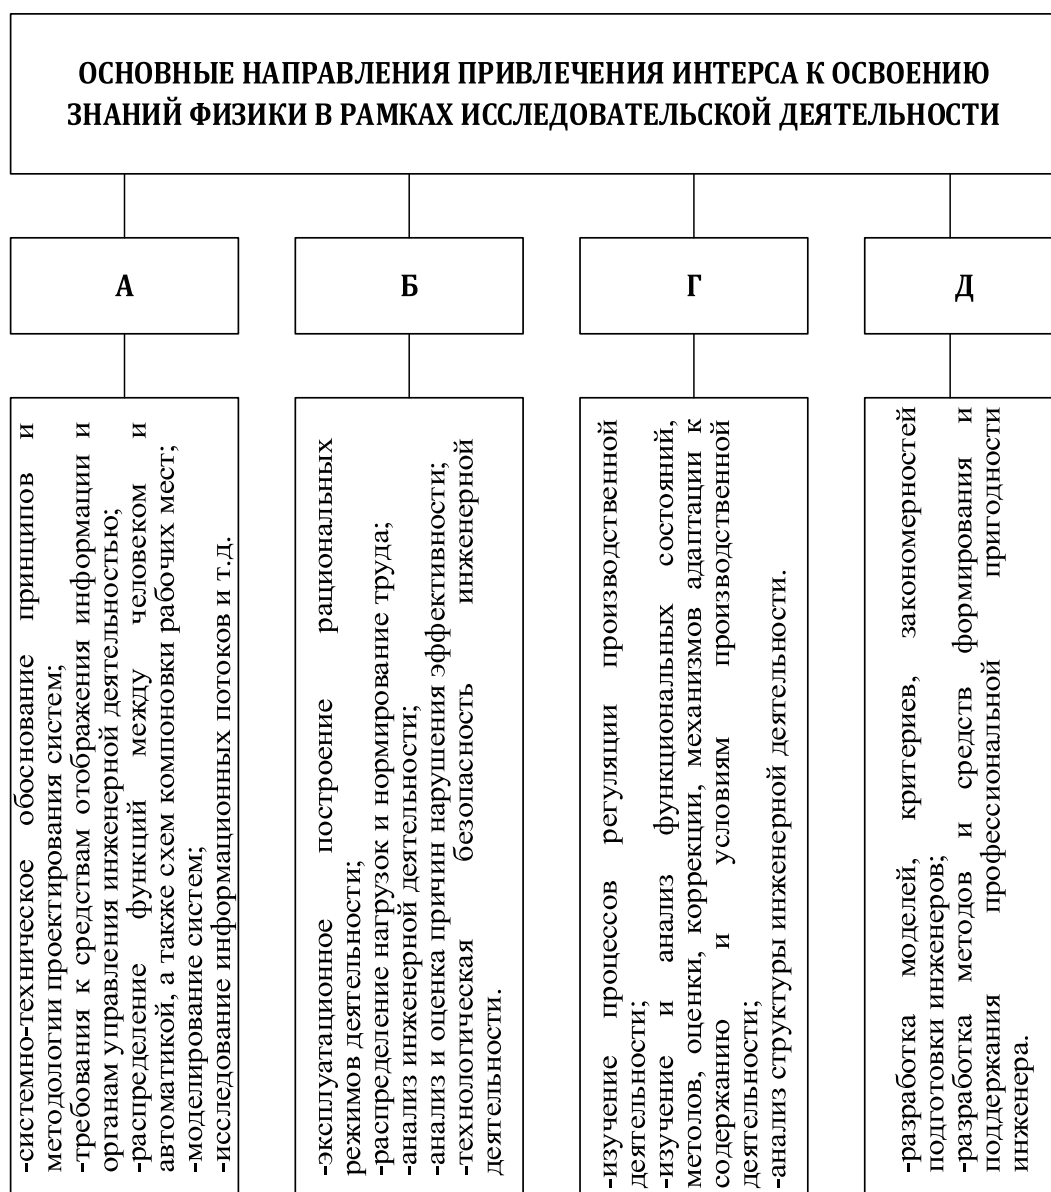 ОСНОВНЫЕ НАПРАВЛЕНИЯ ПРИВЛЕЧЕНИЯ ИНТЕРСА К ОСВОЕНИЮ
ЗНАНИЙ ФИЗИКИ В РАМКАХ ИССЛЕДОВАТЕЛЬСКОЙ ДЕЯТЕЛЬНОСТИ
А
-системно-техническое обоснование принципов и
методологии проектирования систем;
-требования к средствам отображения информации и
органам управления инженерной деятельностью;
-распределение функций между человеком и
автоматикой, а также схем компоновки рабочих мест;
-моделирование систем;
-исследование информационных потоков и т.д.
Б
-эксплуатационное построение рациональных
режимов деятельности;
-распределение нагрузок и нормирование труда;
-анализ инженерной деятельности;
-анализ и оценка причин нарушения эффективности;
-технологическая безопасность инженерной
деятельности.
Г
-изучение процессов регуляции производственной
деятельности;
-изучение и анализ функциональных состояний,
метолов, оценки, коррекции, механизмов адаптации к
содержанию и условиям производственной
деятельности;
-анализ структуры инженерной деятельности.
Д
-разработка моделей, критериев, закономерностей
подготовки инженеров;
-разработка методов и средств формирования и
поддержания профессиональной пригодности
инженера.